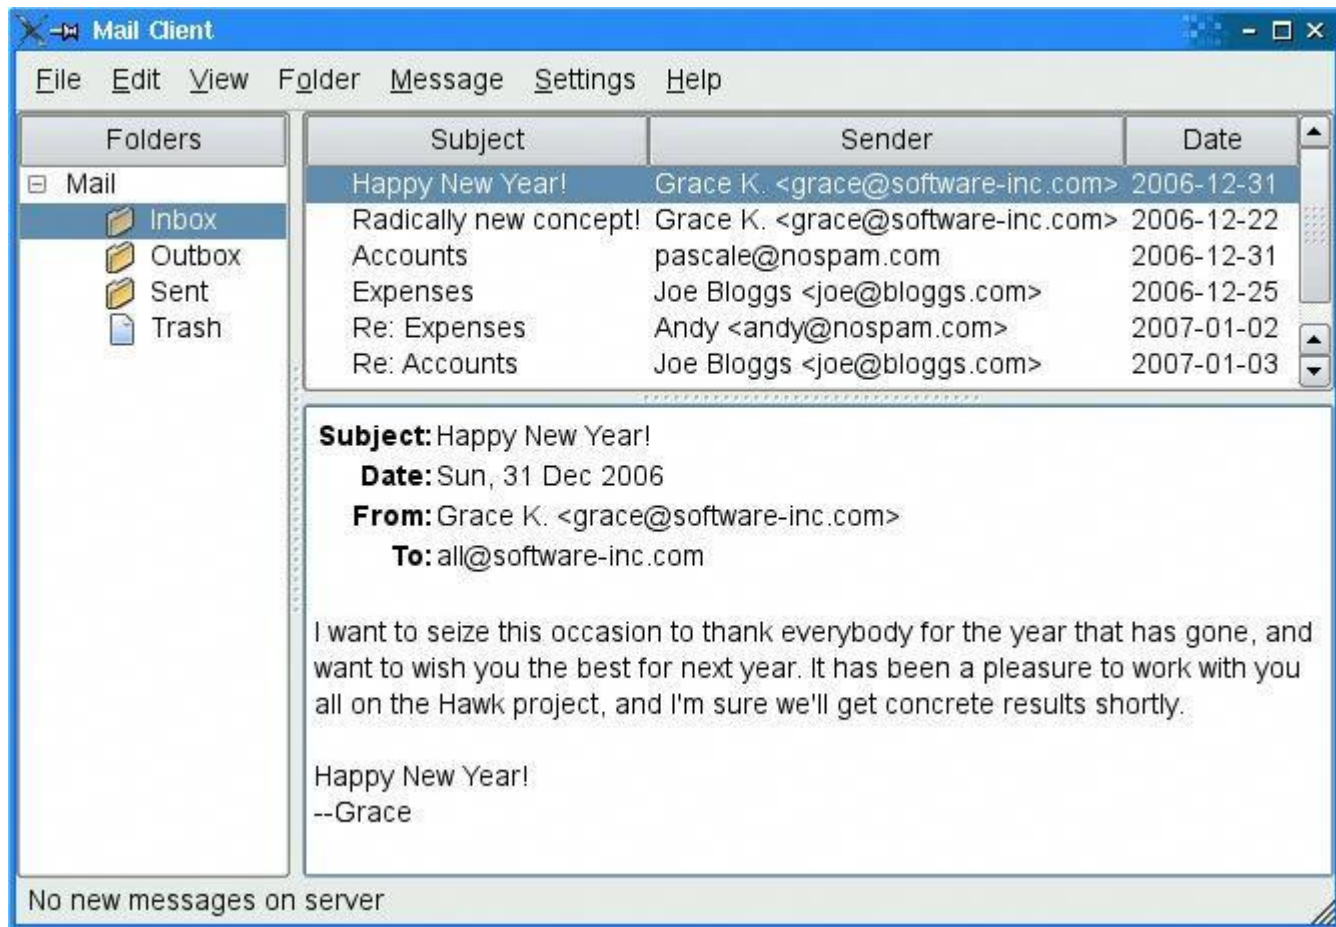 Mail Client
File Edit View Folder Message Settings Help
Folders
Mail
Inbox
Outbox
Sent
Trash
Subject Sender Date
Happy New Year! Grace K. <grace@software-inc.com> 2006-12-31
Radically new concept! Grace K. <grace@software-inc.com> 2006-12-22
Accounts pascale@nospam.com 2006-12-31
Expenses Joe Bloggs <joe@bloggs.com> 2006-12-25
Re: Expenses Andy <andy@nospam.com> 2007-01-02
Re: Accounts Joe Bloggs <joe@bloggs.com> 2007-01-03
Subject: Happy New Year!
Date: Sun, 31 Dec 2006
From: Grace K. <grace@software-inc.com>
To: all@software-inc.com
I want to seize this occasion to thank everybody for the year that has gone, and
want to wish you the best for next year. It has been a pleasure to work with you
all on the Hawk project, and I'm sure we'll get concrete results shortly.
Happy New Year!
--Grace
No new messages on server